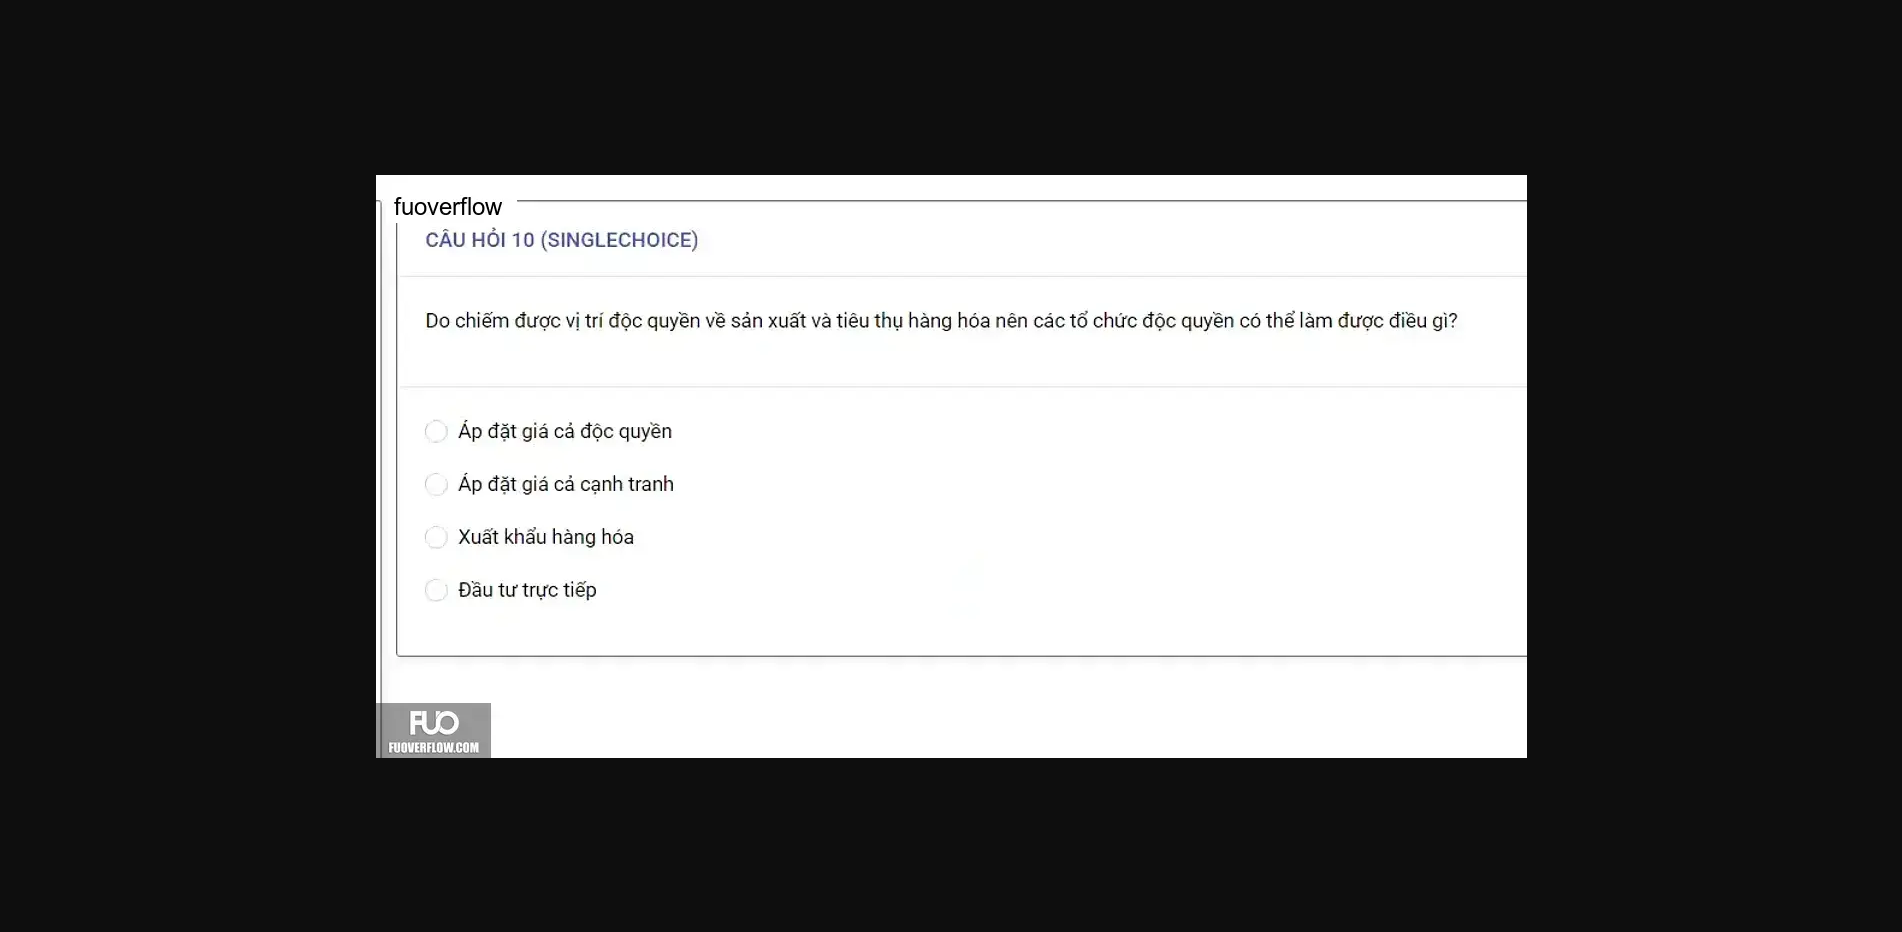 fuoverflow
CÂU HỎI 10 (SINGLECHOICE)
Do chiếm được vị trí độc quyền về sản xuất và tiêu thụ hàng hóa nên các tổ chức độc quyền có thể làm được điều gì?
Áp đặt giá cả độc quyền
Áp đặt giá cả cạnh tranh
Xuất khẩu hàng hóa
Đầu tư trực tiếp
FUO
FUOVERFLOW.COM